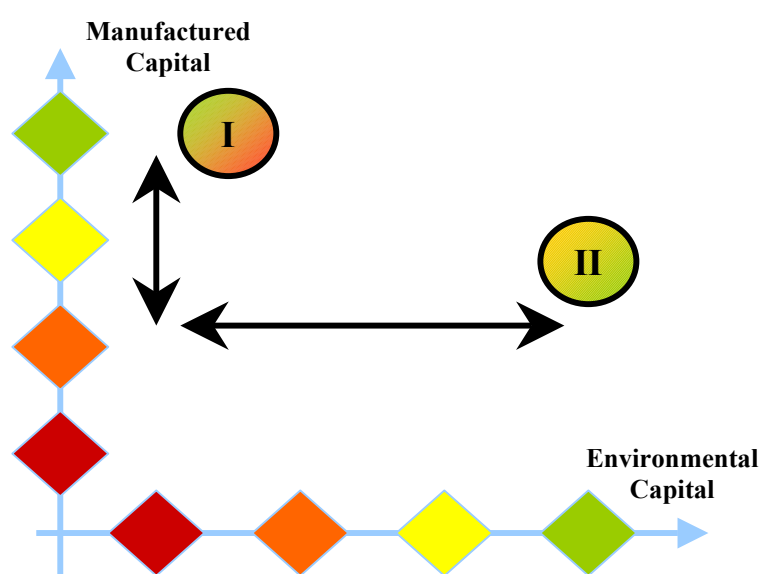 Manufactured
Capital
I
II
Environmental
Capital